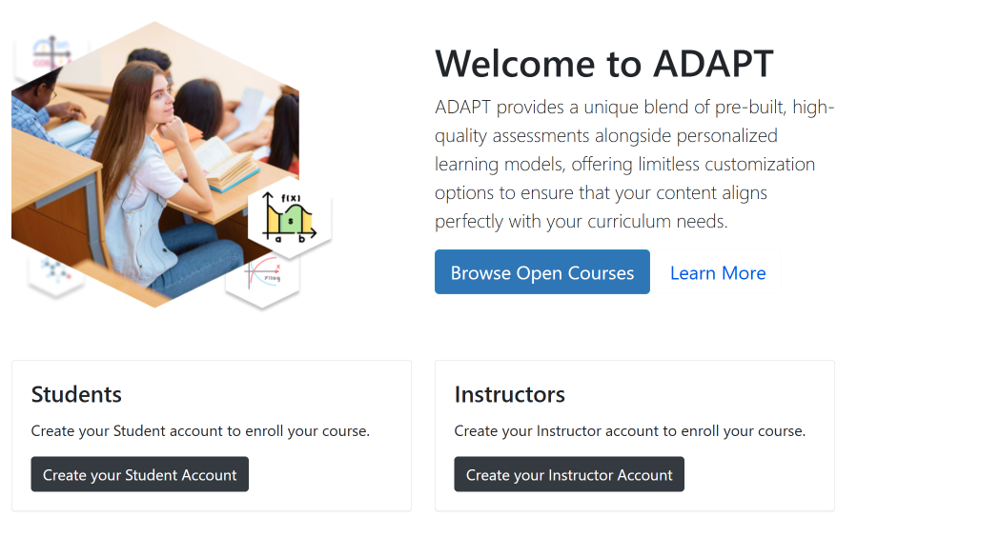 Welcome to ADAPT
ADAPT provides a unique blend of pre-built, high-
quality assessments alongside personalized
learning models, offering limitless customization
options to ensure that your content aligns
perfectly with your curriculum needs.
f(x)
s
a b
x
y=log
Browse Open Courses
Learn More
Students
Create your Student account to enroll your course.
Create your Student Account
Instructors
Create your Instructor account to enroll your course.
Create your Instructor Account